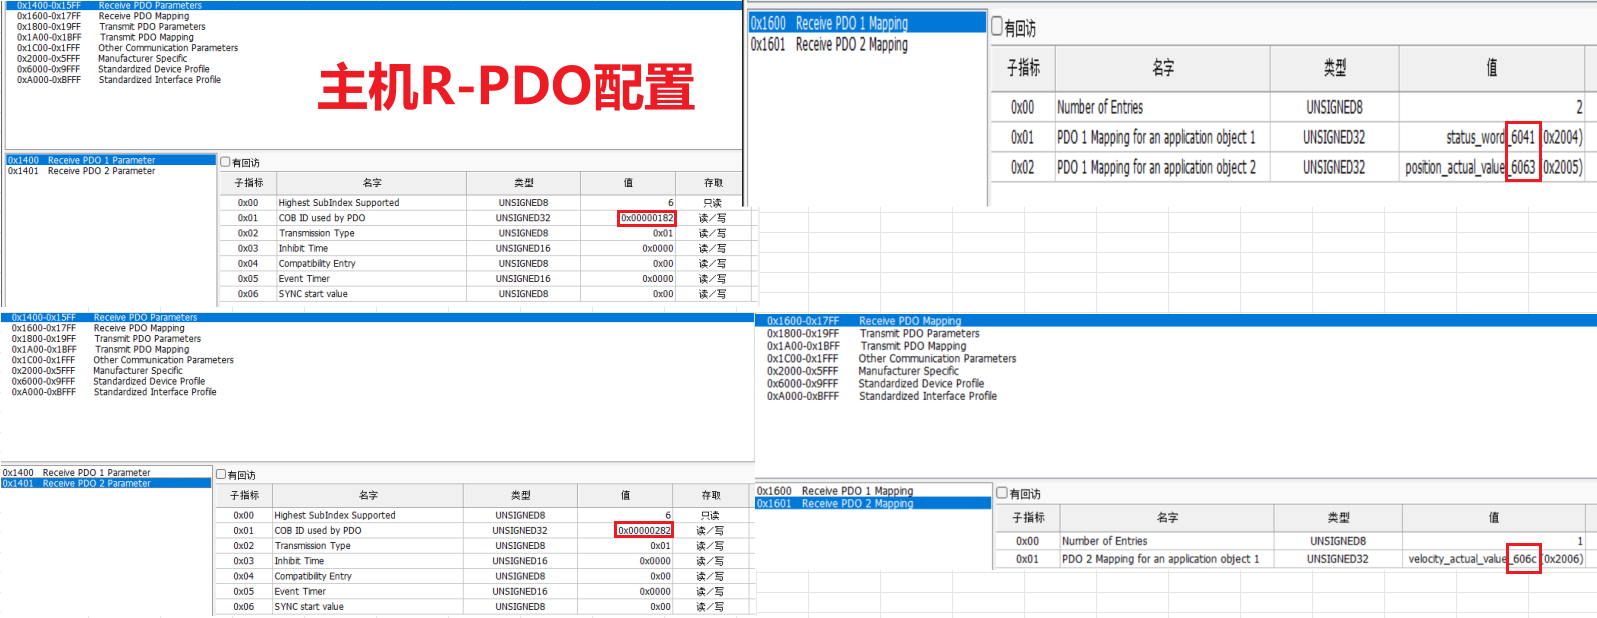 0x1400-0x15FF Receive PDO Parameters
0x1600-0x17FF Receive PDO Mapping
0x1800-0x19FF Transmit PDO Parameters
0x1A00-0x1BFF Transmit PDO Mapping
0x1C00-0x1FFF Other Communication Parameters
0x2000-0x5FFF Manufacturer Specific
0x6000-0x9FFF Standardized Device Profile
0xA000-0xBFFF Standardized Interface Profile
主机R-PDO配置
0x1400 Receive PDO 1 Parameter
0x1401 Receive PDO 2 Parameter
有回访
子指标 名字 类型 值 存取
0x00 Highest SubIndex Supported UNSIGNED8 6 只读
0x01 COB ID used by PDO UNSIGNED32 0x00000182 读/写
0x02 Transmission Type UNSIGNED8 0x01 读/写
0x03 Inhibit Time UNSIGNED16 0x0000 读/写
0x04 Compatibility Entry UNSIGNED8 0x00 读/写
0x05 Event Timer UNSIGNED16 0x0000 读/写
0x06 SYNC start value UNSIGNED8 0x00 读/写
0x1600 Receive PDO 1 Mapping
0x1601 Receive PDO 2 Mapping
有回访
子指标 名字 类型 值
0x00 Number of Entries UNSIGNED8 2
0x01 PDO 1 Mapping for an application object 1 UNSIGNED32 status_word_6041 (0x2004)
0x02 PDO 1 Mapping for an application object 2 UNSIGNED32 position_actual_value_6063 (0x2005)
0x1400-0x15FF Receive PDO Parameters
0x1600-0x17FF Receive PDO Mapping
0x1800-0x19FF Transmit PDO Parameters
0x1A00-0x1BFF Transmit PDO Mapping
0x1C00-0x1FFF Other Communication Parameters
0x2000-0x5FFF Manufacturer Specific
0x6000-0x9FFF Standardized Device Profile
0xA000-0xBFFF Standardized Interface Profile
0x1400 Receive PDO 1 Parameter
0x1401 Receive PDO 2 Parameter
有回访
子指标 名字 类型 值 存取
0x00 Highest SubIndex Supported UNSIGNED8 6 只读
0x01 COB ID used by PDO UNSIGNED32 0x00000282 读/写
0x02 Transmission Type UNSIGNED8 0x01 读/写
0x03 Inhibit Time UNSIGNED16 0x0000 读/写
0x04 Compatibility Entry UNSIGNED8 0x00 读/写
0x05 Event Timer UNSIGNED16 0x0000 读/写
0x06 SYNC start value UNSIGNED8 0x00 读/写
0x1600-0x17FF Receive PDO Mapping
0x1800-0x19FF Transmit PDO Parameters
0x1A00-0x1BFF Transmit PDO Mapping
0x1C00-0x1FFF Other Communication Parameters
0x2000-0x5FFF Manufacturer Specific
0x6000-0x9FFF Standardized Device Profile
0xA000-0xBFFF Standardized Interface Profile
0x1600 Receive PDO 1 Mapping
0x1601 Receive PDO 2 Mapping
有回访
子指标 名字 类型 值
0x00 Number of Entries UNSIGNED8 1
0x01 PDO 2 Mapping for an application object 1 UNSIGNED32 velocity_actual_value_606c (0x2006)